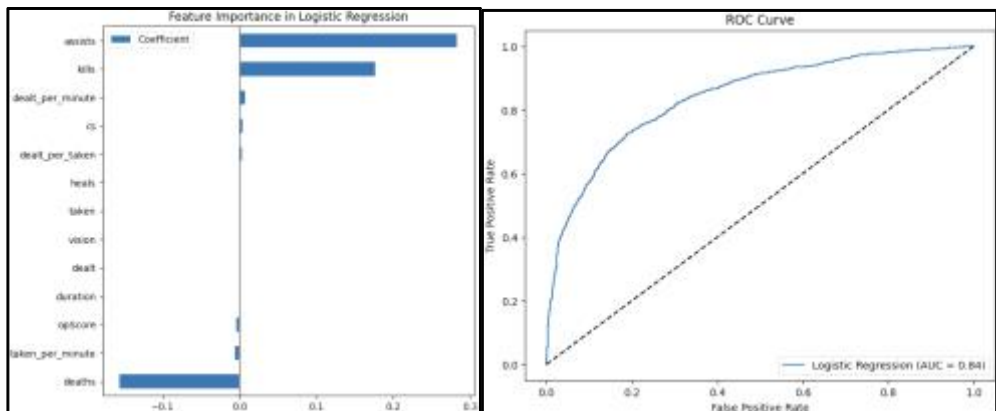 Feature Importance in Logistic Regression
Coefficient
assists
kills
dealt_per_minute
cs
dealt_per_taken
heals
taken
vision
dealt
duration
opScore
taken_per_minute
deaths
−0.1
0.0
0.1
0.2
0.3
ROC Curve
True Positive Rate
1.0
0.8
0.6
0.4
0.2
0.0
Logistic Regression (AUC = 0.84)
0.0
0.2
0.4
0.6
0.8
1.0
False Positive Rate